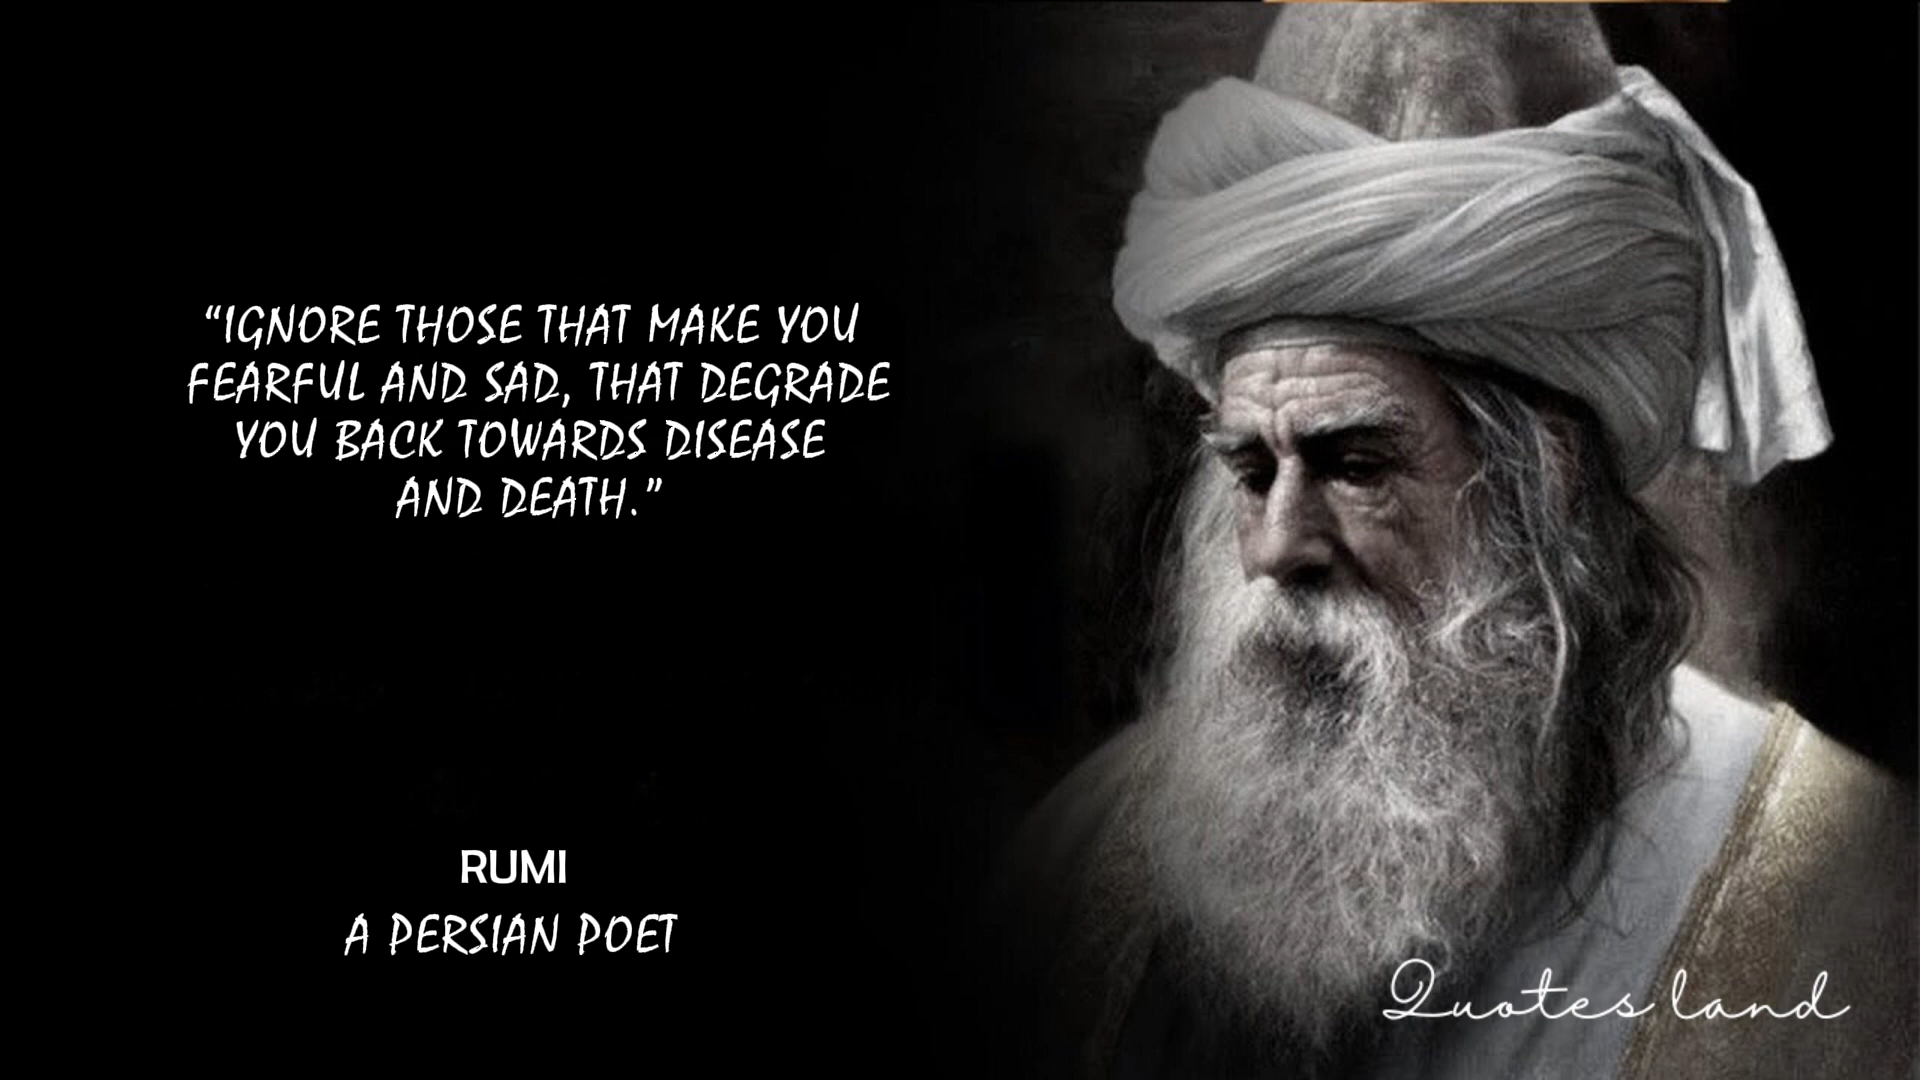 “IGNORE THOSE THAT MAKE YOU
FEARFUL AND SAD, THAT DEGRADE
YOU BACK TOWARDS DISEASE
AND DEATH.”
RUMI
A PERSIAN POET
Quotes land